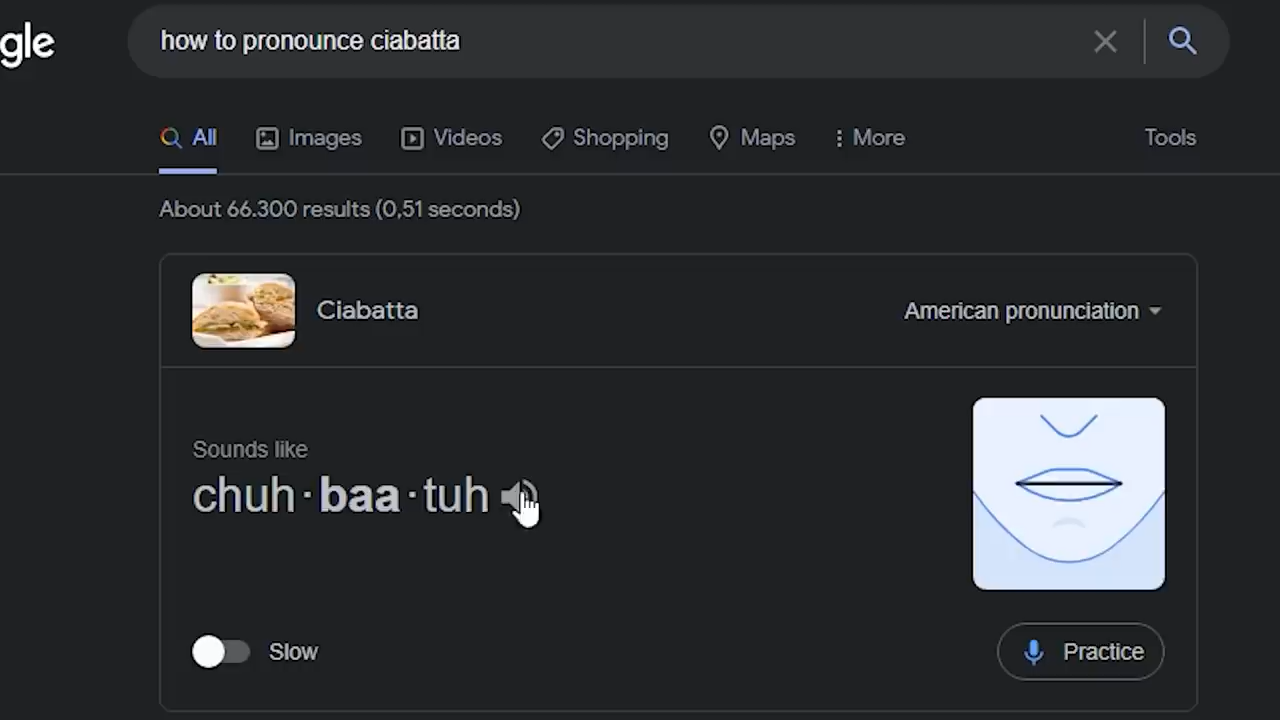 gle
how to pronounce ciabatta
All Images Videos Shopping Maps More Tools
About 66.300 results (0,51 seconds)
Ciabatta
American pronunciation
Sounds like
chuh·baa·tuh
Slow
Practice